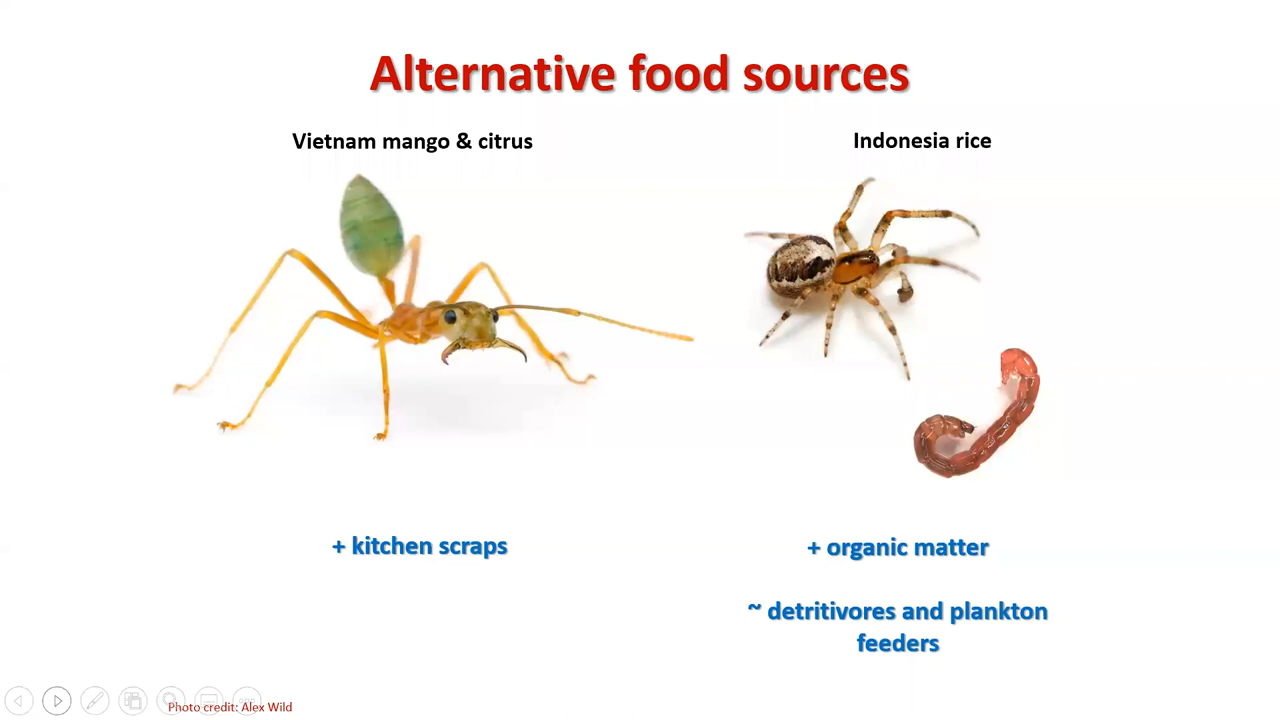 Alternative food sources
Vietnam mango & citrus
Indonesia rice
+ kitchen scraps
+ organic matter
~ detritivores and plankton
feeders
Photo credit: Alex Wild